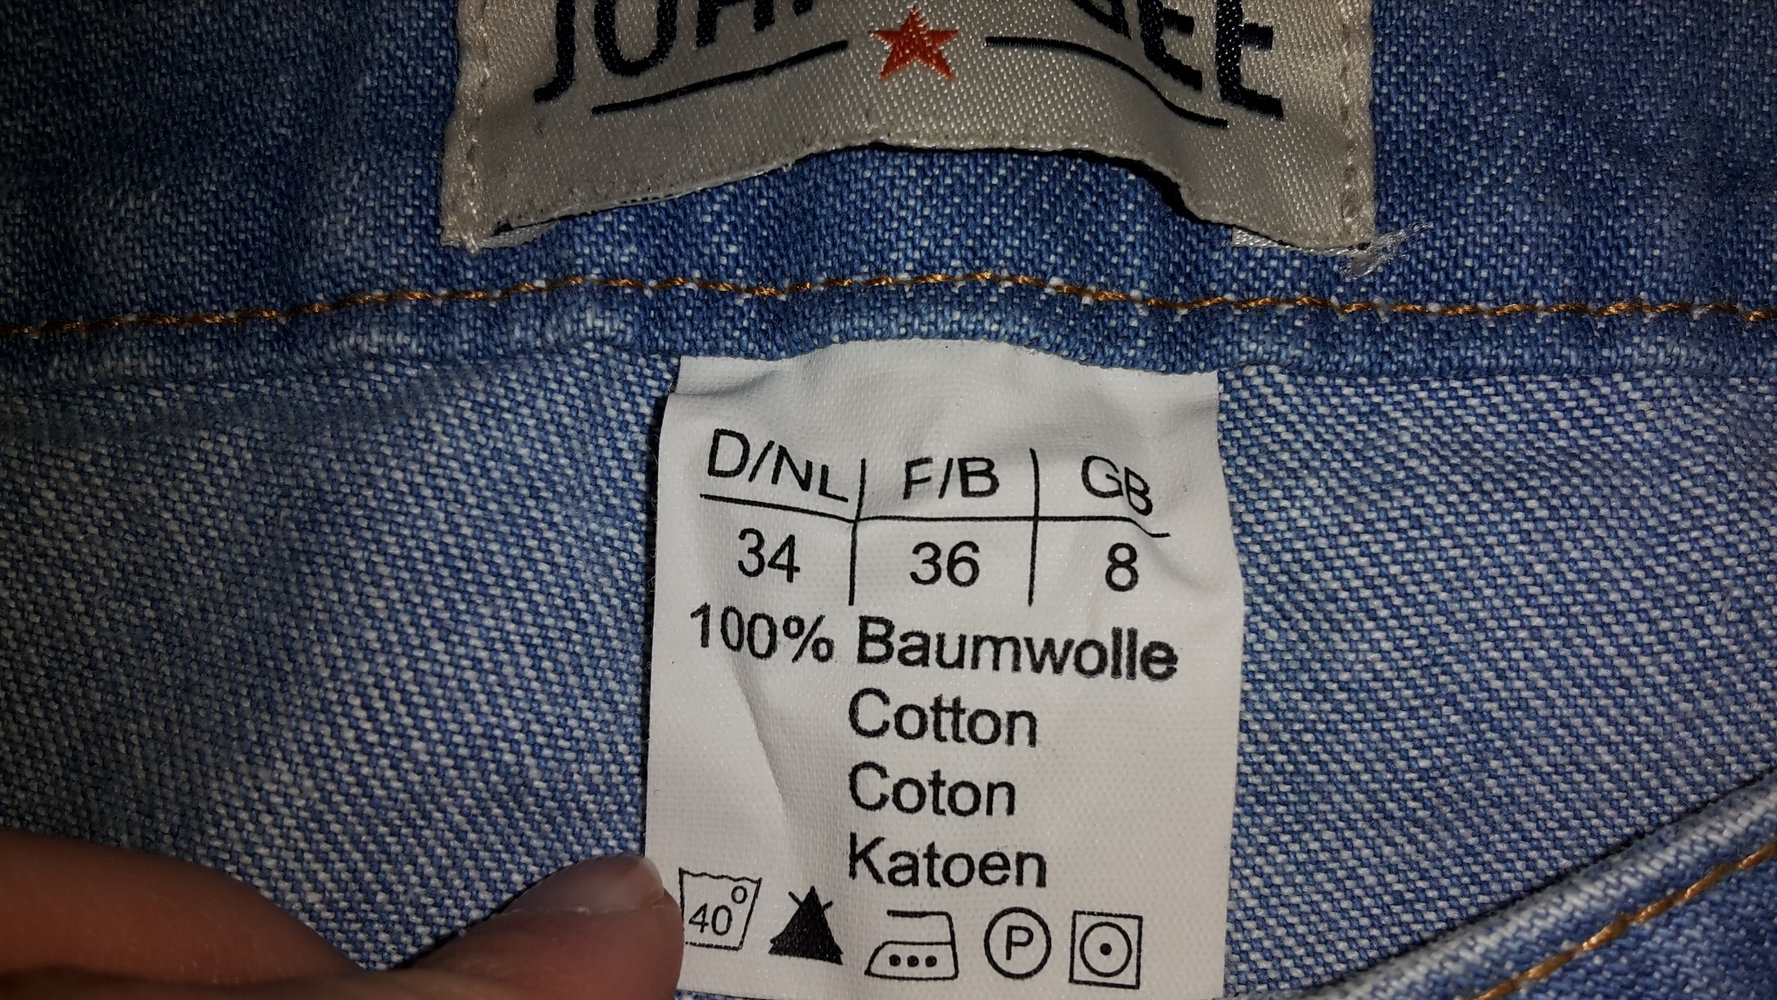 D/NL F/B GB
34 36 8
100% Baumwolle
Cotton
Coton
Katoen
40° P